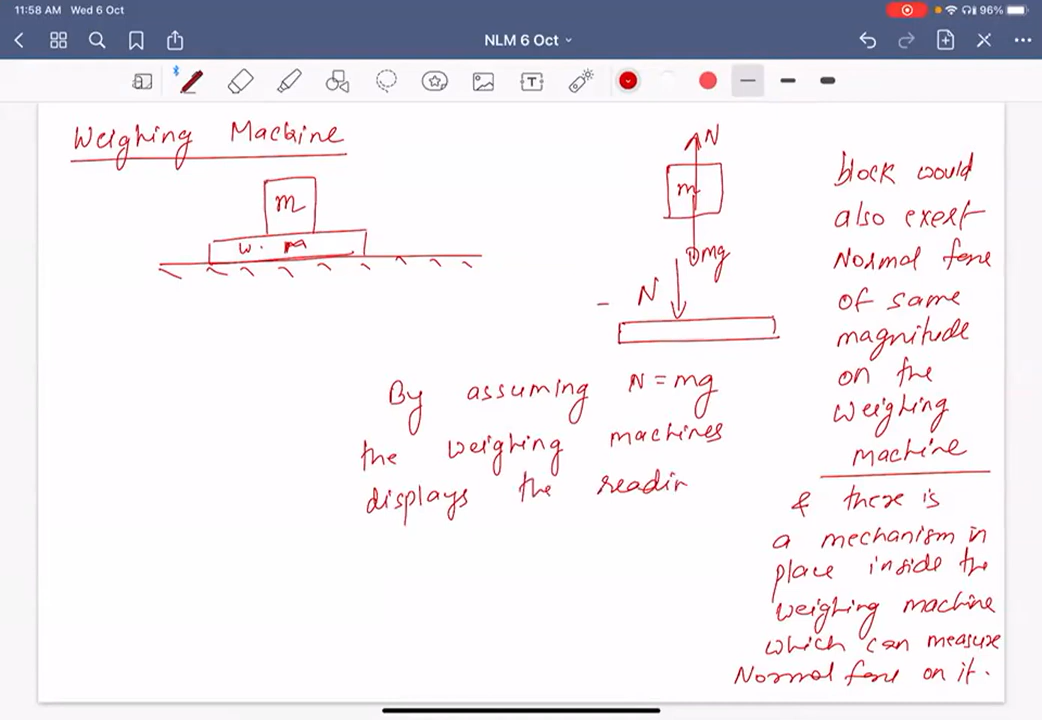 11:58 AM Wed 6 Oct
96%
NLM 6 Oct
Weighing Machine
m
w. m
N
m
mg
N
By assuming N = mg
the weighing machines
displays the readin
block would
also exert
Normal force
of same
magnitude
on the
weighing
machine
& there is
a mechanism in
place inside the
weighing machine
which can measure
Normal force on it.